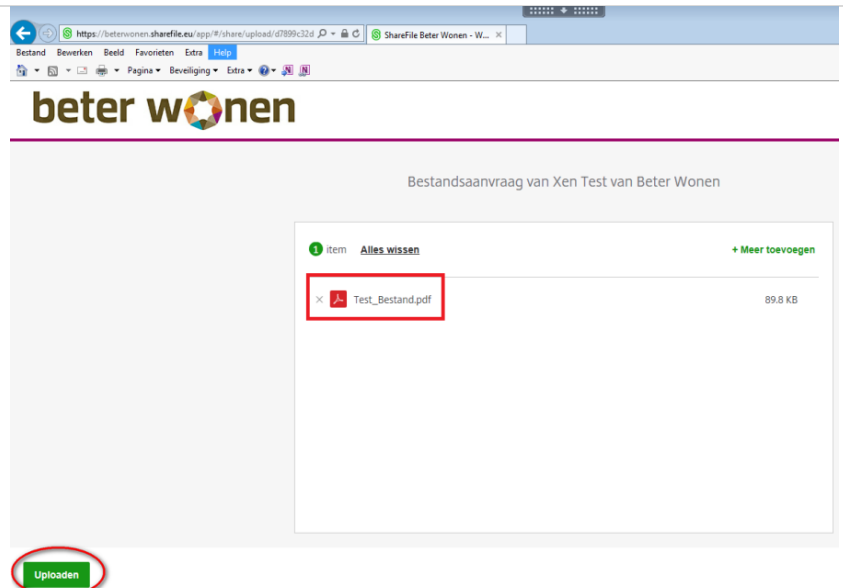 https://beterwonen.sharefile.eu/app/#/share/upload/d7899c32d
ShareFile Beter Wonen - W...
Bestand Bewerken Beeld Favorieten Extra Help
Pagina Beveiliging Extra
beter wonen
Bestandsaanvraag van Xen Test van Beter Wonen
1 item Alles wissen + Meer toevoegen
Test_Bestand.pdf 89.8 KB
Uploaden